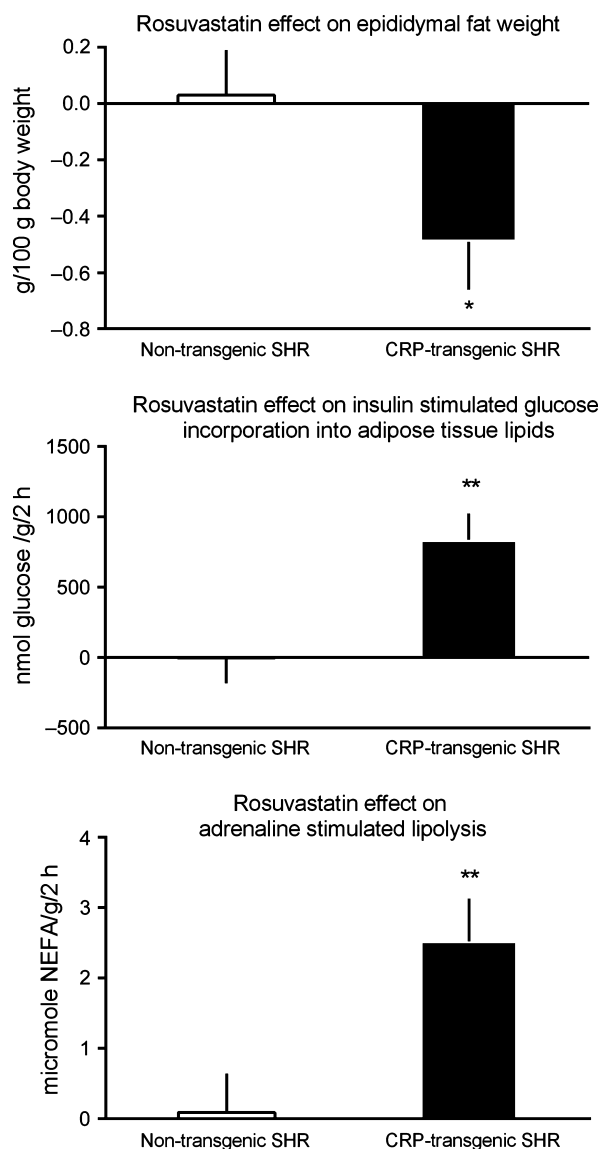 Rosuvastatin effect on epididymal fat weight
0.2
0.0
–0.2
–0.4
–0.6
–0.8
g/100 g body weight
*
Non-transgenic SHR
CRP-transgenic SHR
Rosuvastatin effect on insulin stimulated glucose
incorporation into adipose tissue lipids
1500
1000
500
0
–500
nmol glucose /g/2 h
**
Non-transgenic SHR
CRP-transgenic SHR
Rosuvastatin effect on
adrenaline stimulated lipolysis
4
3
2
1
0
micromole NEFA/g/2 h
**
Non-transgenic SHR
CRP-transgenic SHR